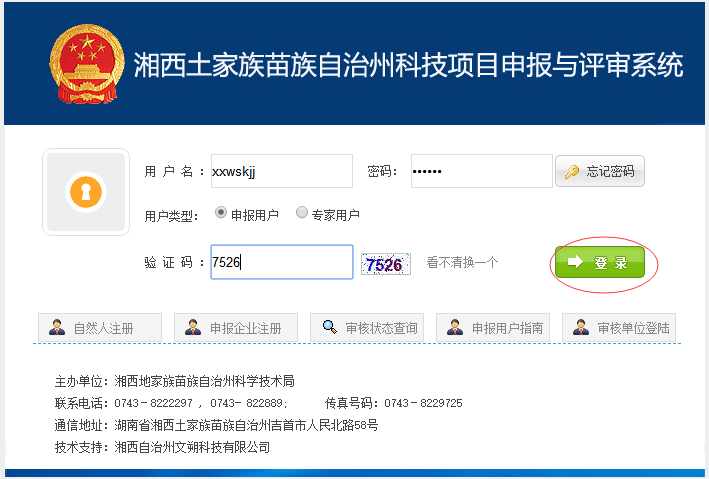 湘西土家族苗族自治州科技项目申报与评审系统
用 户 名 ： xxwskjj 密码： •••••• 忘记密码
用户类型： 申报用户 专家用户
验 证 码 ： 7526 7526 看不清换一个 登 录
自然人注册 申报企业注册 审核状态查询 申报用户指南 审核单位登陆
主办单位：湘西地家族苗族自治州科学技术局
联系电话：0743－8222297 , 0743－822889; 传真号码：0743－8229725
通信地址：湖南省湘西土家族苗族自治州吉首市人民北路58号
技术支持：湘西自治州文朔科技有限公司